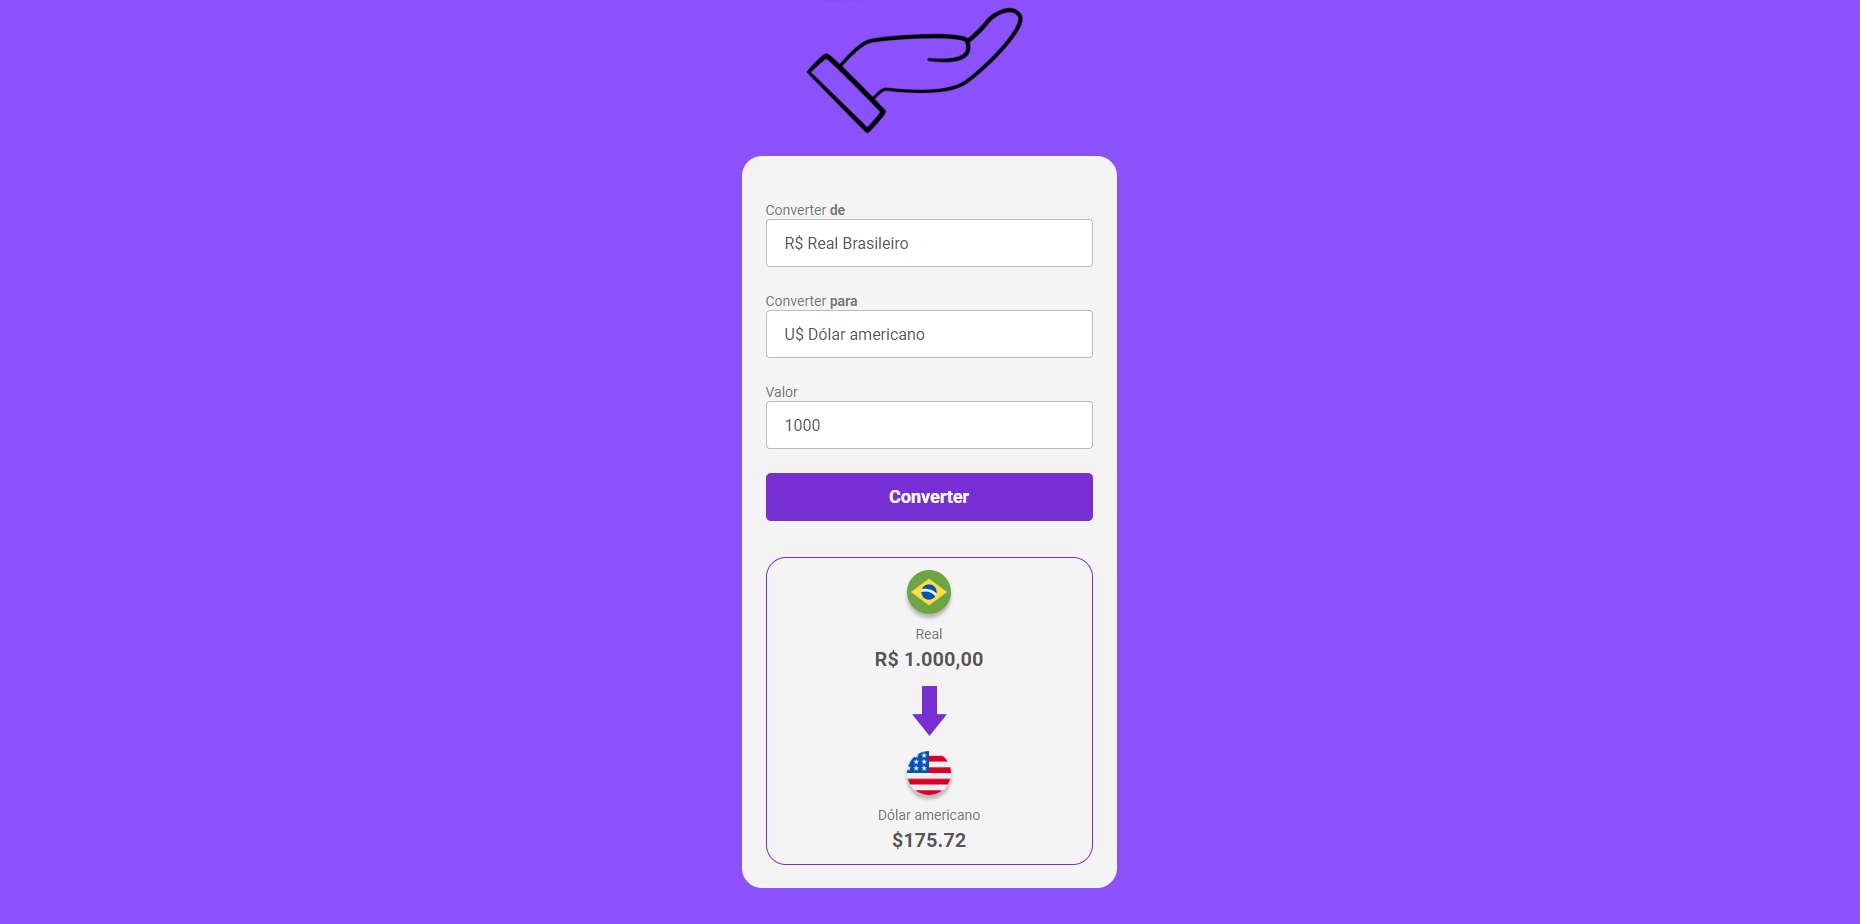 Converter de
R$ Real Brasileiro
Converter para
U$ Dólar americano
Valor
1000
Converter
Real
R$ 1.000,00
Dólar americano
$175.72